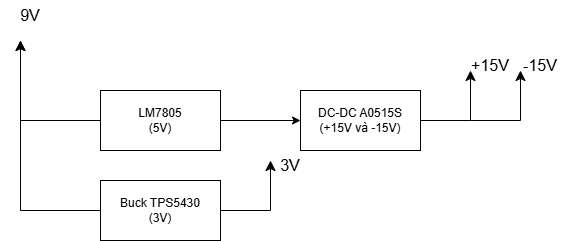 9V
+15V
-15V
LM7805
(5V)
DC-DC A0515S
(+15V và -15V)
3V
Buck TPS5430
(3V)